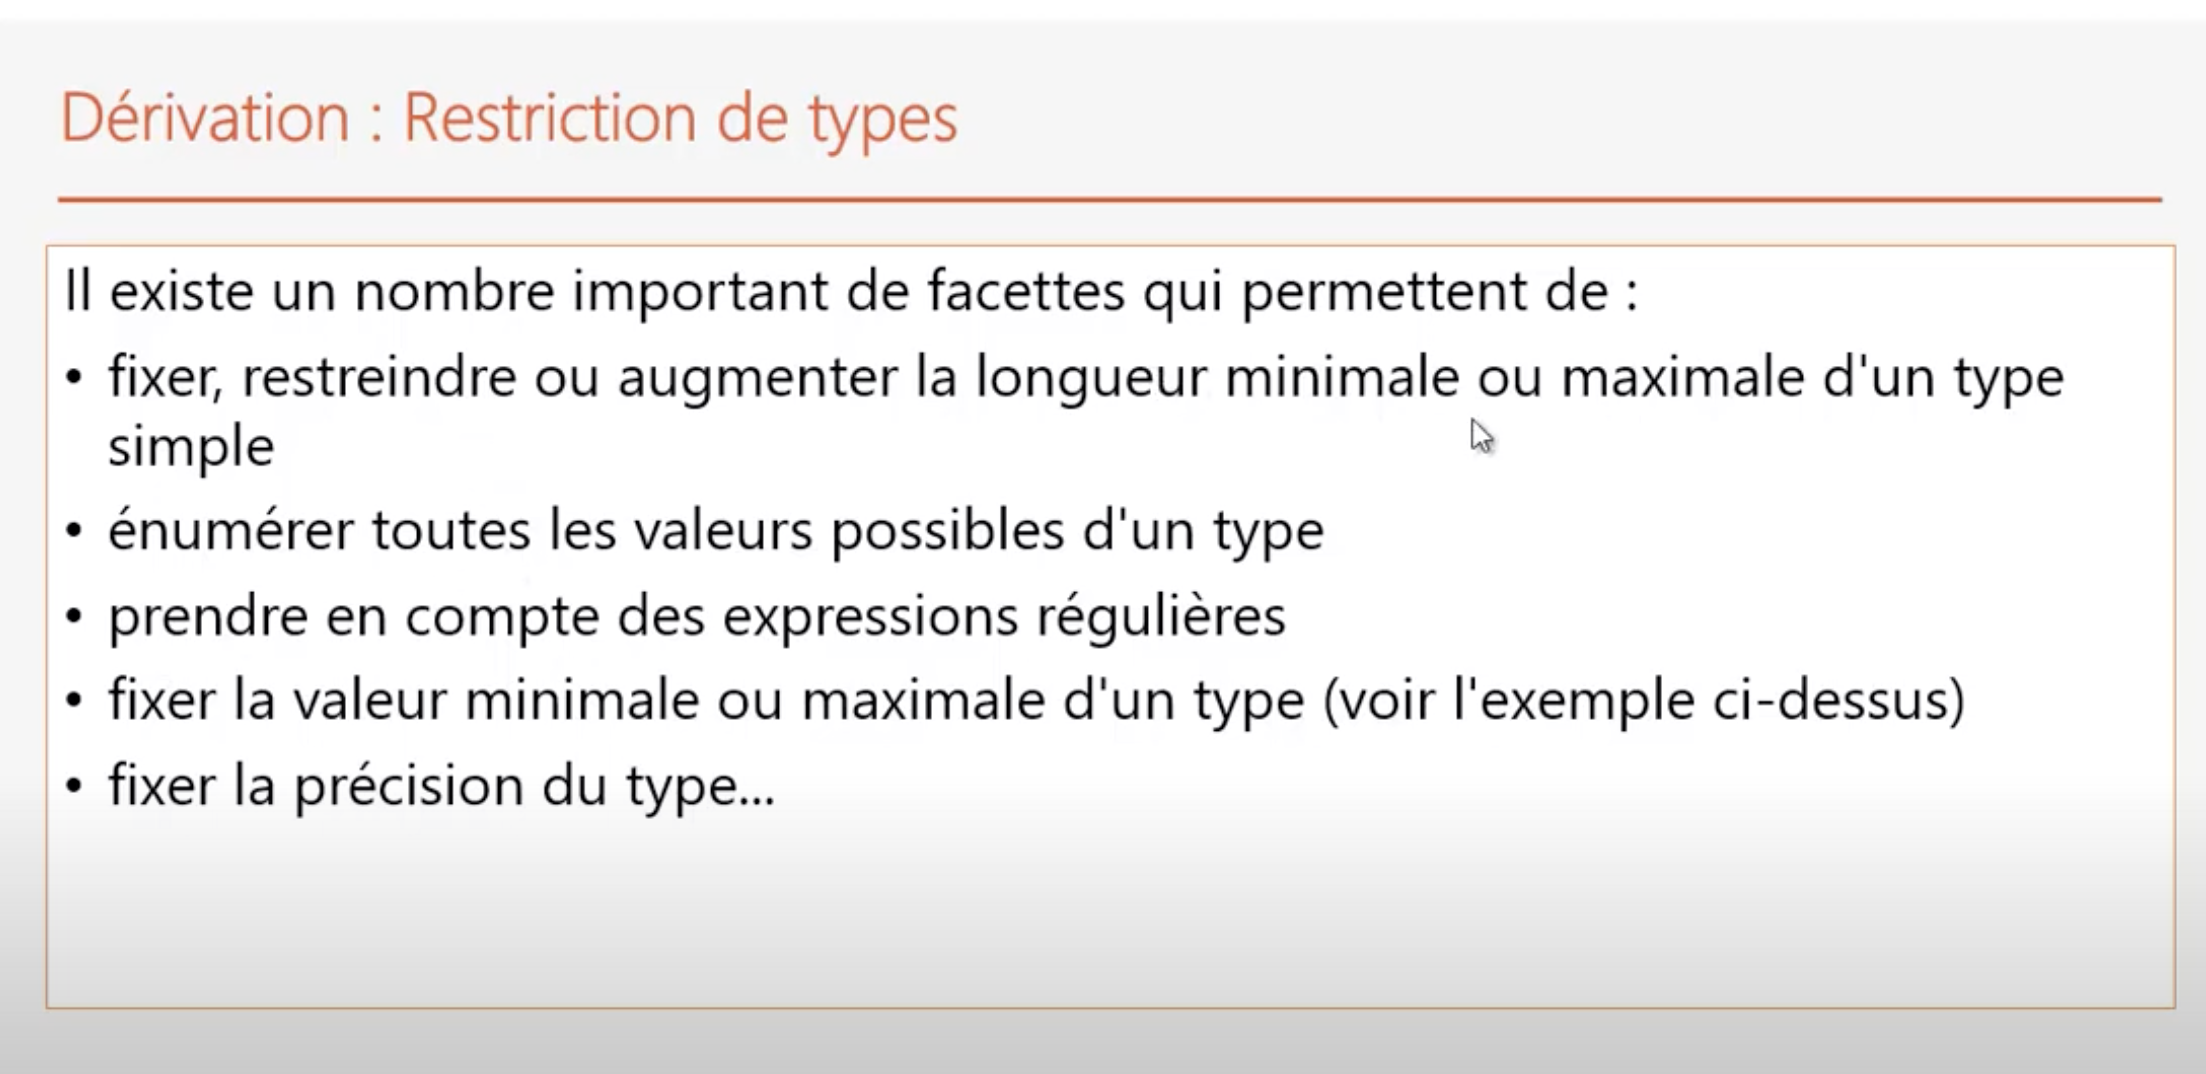 Dérivation : Restriction de types
Il existe un nombre important de facettes qui permettent de :
• fixer, restreindre ou augmenter la longueur minimale ou maximale d'un type
simple
• énumérer toutes les valeurs possibles d'un type
• prendre en compte des expressions régulières
• fixer la valeur minimale ou maximale d'un type (voir l'exemple ci-dessus)
• fixer la précision du type...